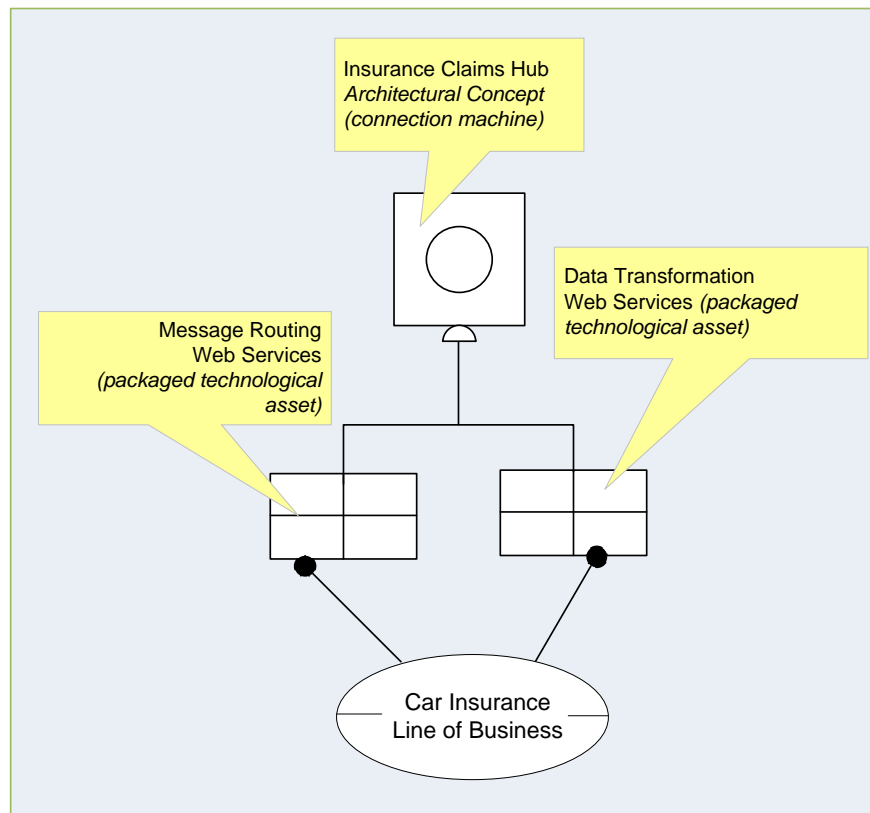 Insurance Claims Hub
Architectural Concept
(connection machine)
Data Transformation
Web Services (packaged
technological asset)
Message Routing
Web Services
(packaged technological
asset)
Car Insurance
Line of Business